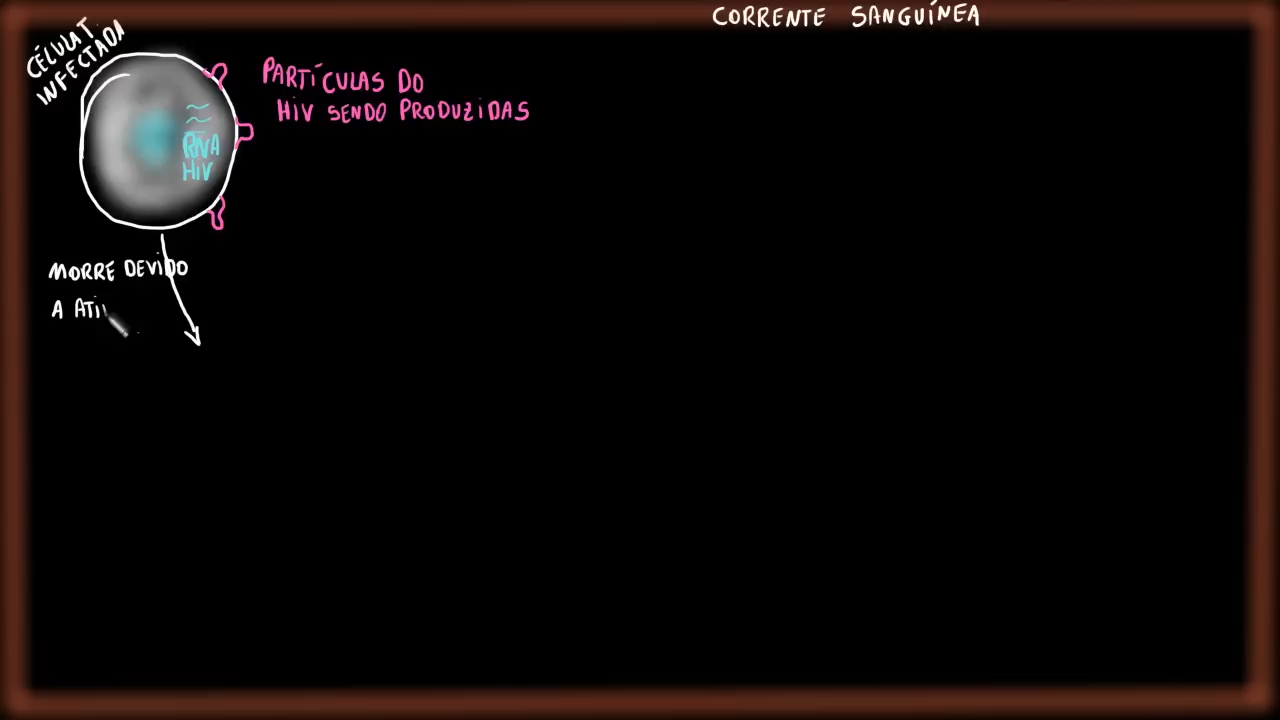 CORRENTE SANGUÍNEA
CÉLULA T
INFECTADA
PARTÍCULAS DO
HIV SENDO PRODUZIDAS
RNA
HIV
MORRE DEVIDO
A